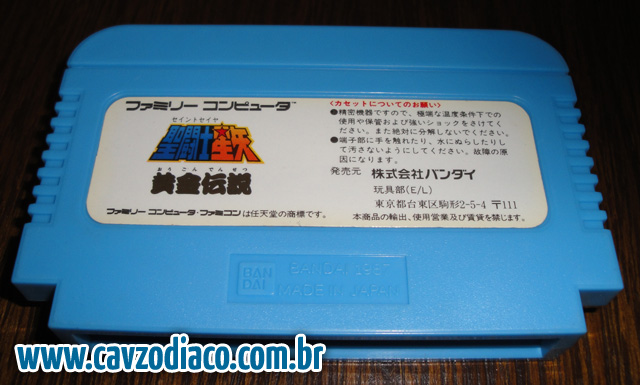 ファミリー コンピュータ™
セイントセイヤ
聖闘士星矢
おうごんでんせつ
黄金伝説
ファミリー コンピュータ・ファミコンは任天堂の商標です。
〈カセットについてのお願い〉
●精密機器ですので、極端な温度条件下での
使用や保管および強いショックをさけてく
ださい。また絶対に分解しないでください。
●端子部に手を触れたり、水にぬらしたりし
て汚さないようにしてください。故障の原
因になります。
発売元 株式会社バンダイ
玩具部(E/L)
東京都台東区駒形2-5-4 〒111
本商品の輸出、使用営業及び賃貸を禁じます。
BAN
DAI
BANDAI 1987
MADE IN JAPAN
www.cavzodiaco.com.br